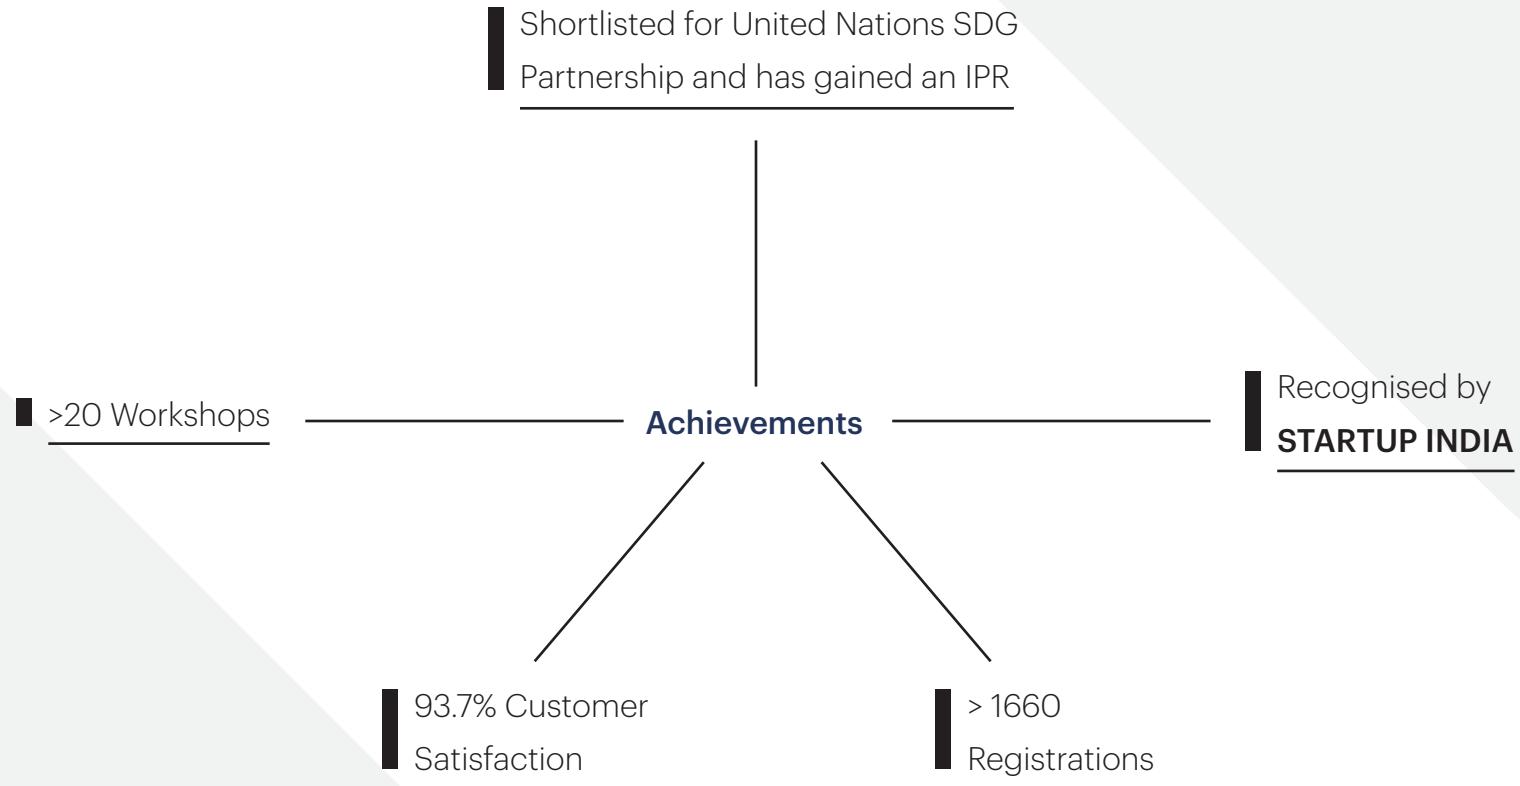 Shortlisted for United Nations SDG
Partnership and has gained an IPR
>20 Workshops
Achievements
Recognised by
STARTUP INDIA
93.7% Customer
Satisfaction
> 1660
Registrations